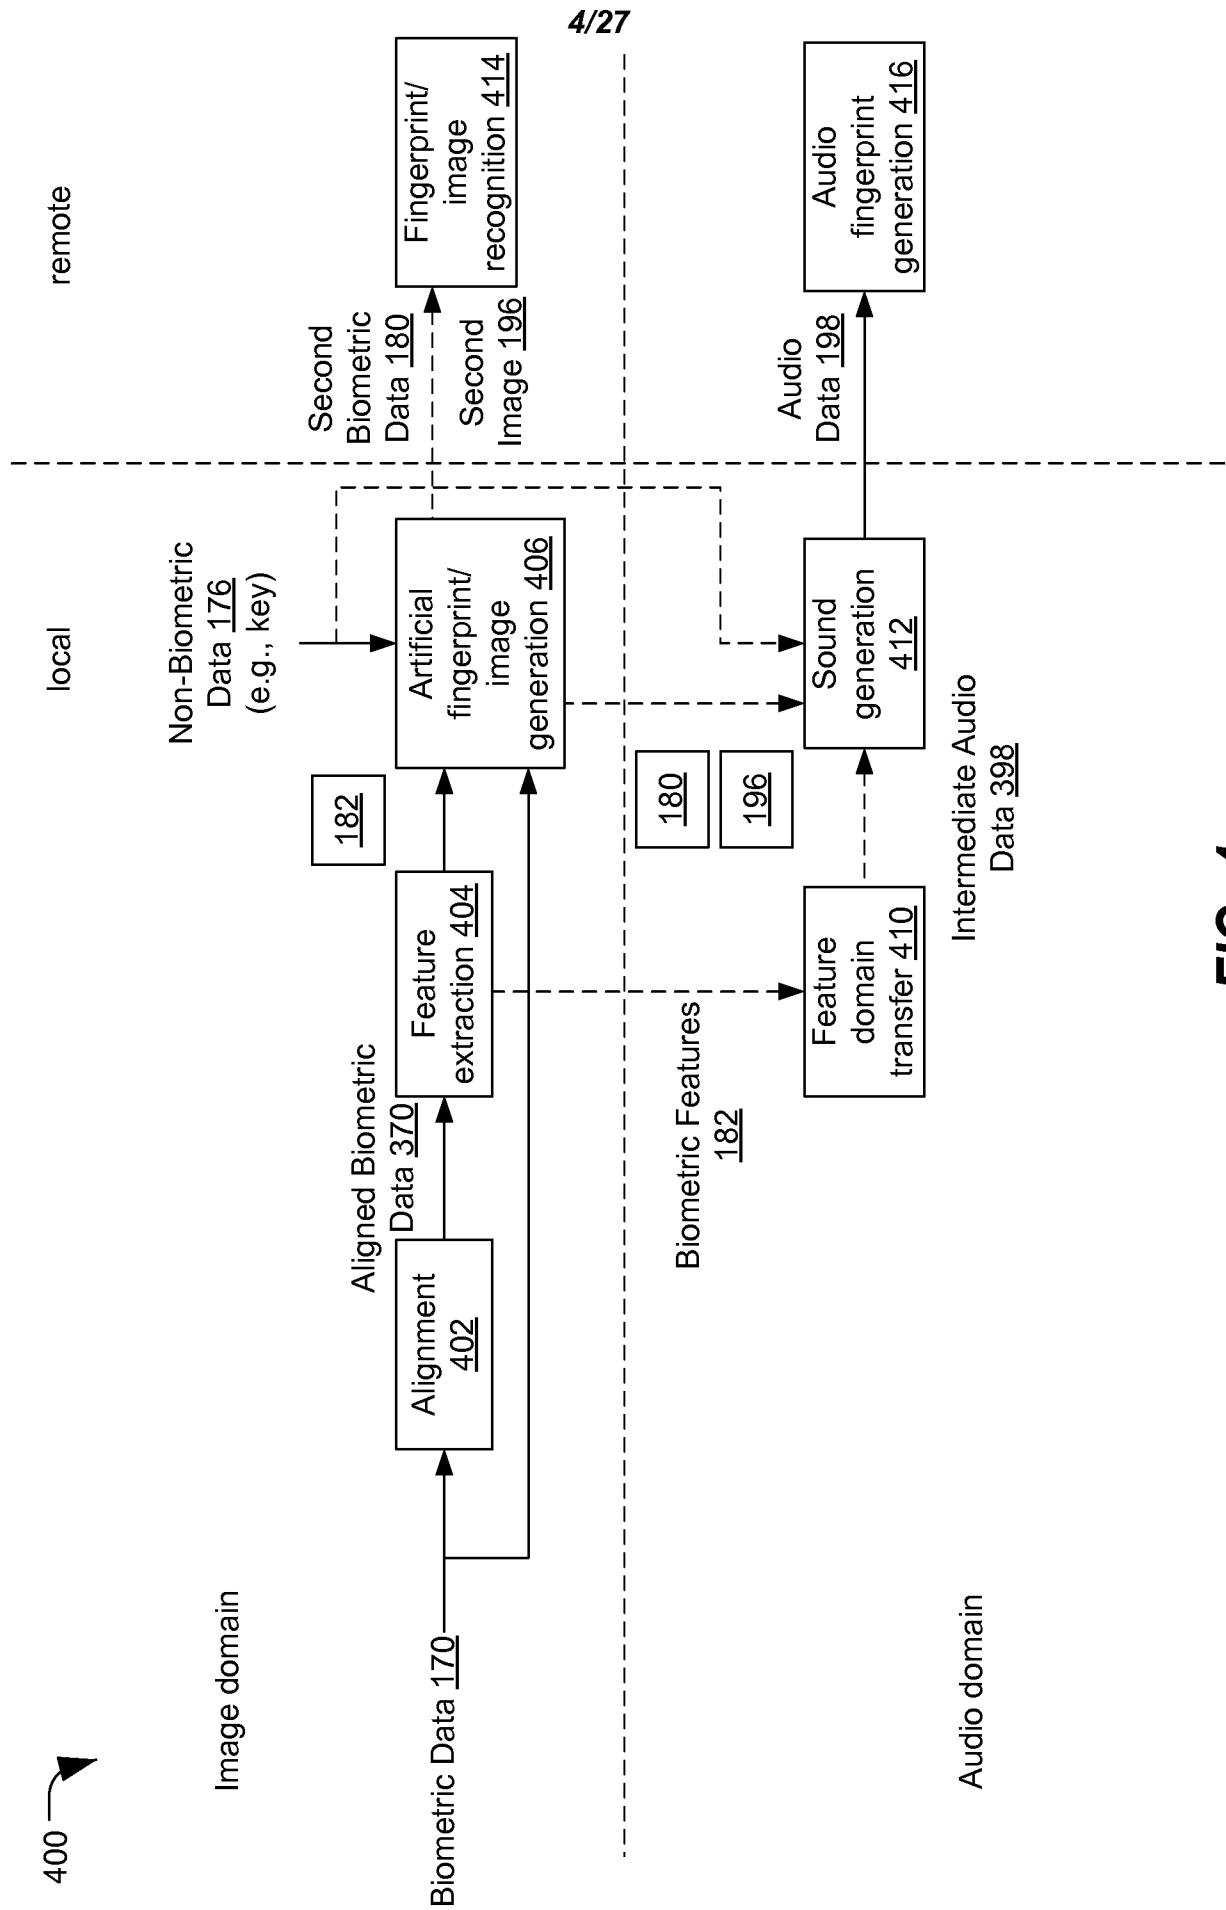 4/27
400
local
remote
Image domain
Non-Biometric
Data 176
(e.g., key)
Second
Biometric
Data 180
Second
Image 196
182
Aligned Biometric
Data 370
Biometric Data 170
Alignment
402
Feature
extraction 404
Artificial
fingerprint/
image
generation 406
Fingerprint/
image
recognition 414
180
196
Biometric Features
182
Audio
Data 198
Feature
domain
transfer 410
Sound
generation
412
Audio
fingerprint
generation 416
Intermediate Audio
Data 398
Audio domain